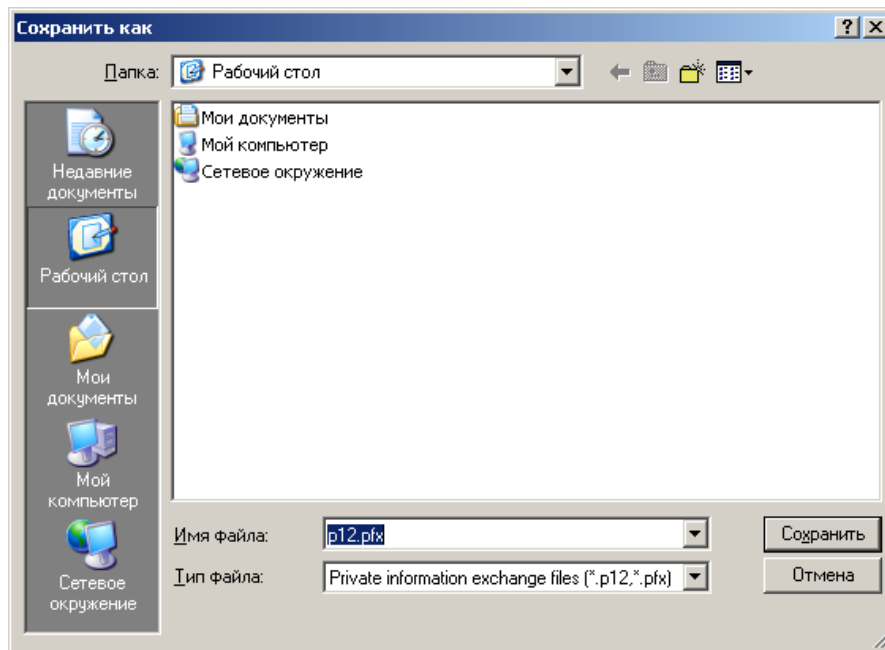 Сохранить как
Папка: Рабочий стол
Недавние
документы
Рабочий стол
Мои
документы
Мой
компьютер
Сетевое
окружение
Мои документы
Мой компьютер
Сетевое окружение
Имя файла: p12.pfx Сохранить
Тип файла: Private information exchange files (*.p12,*.pfx) Отмена